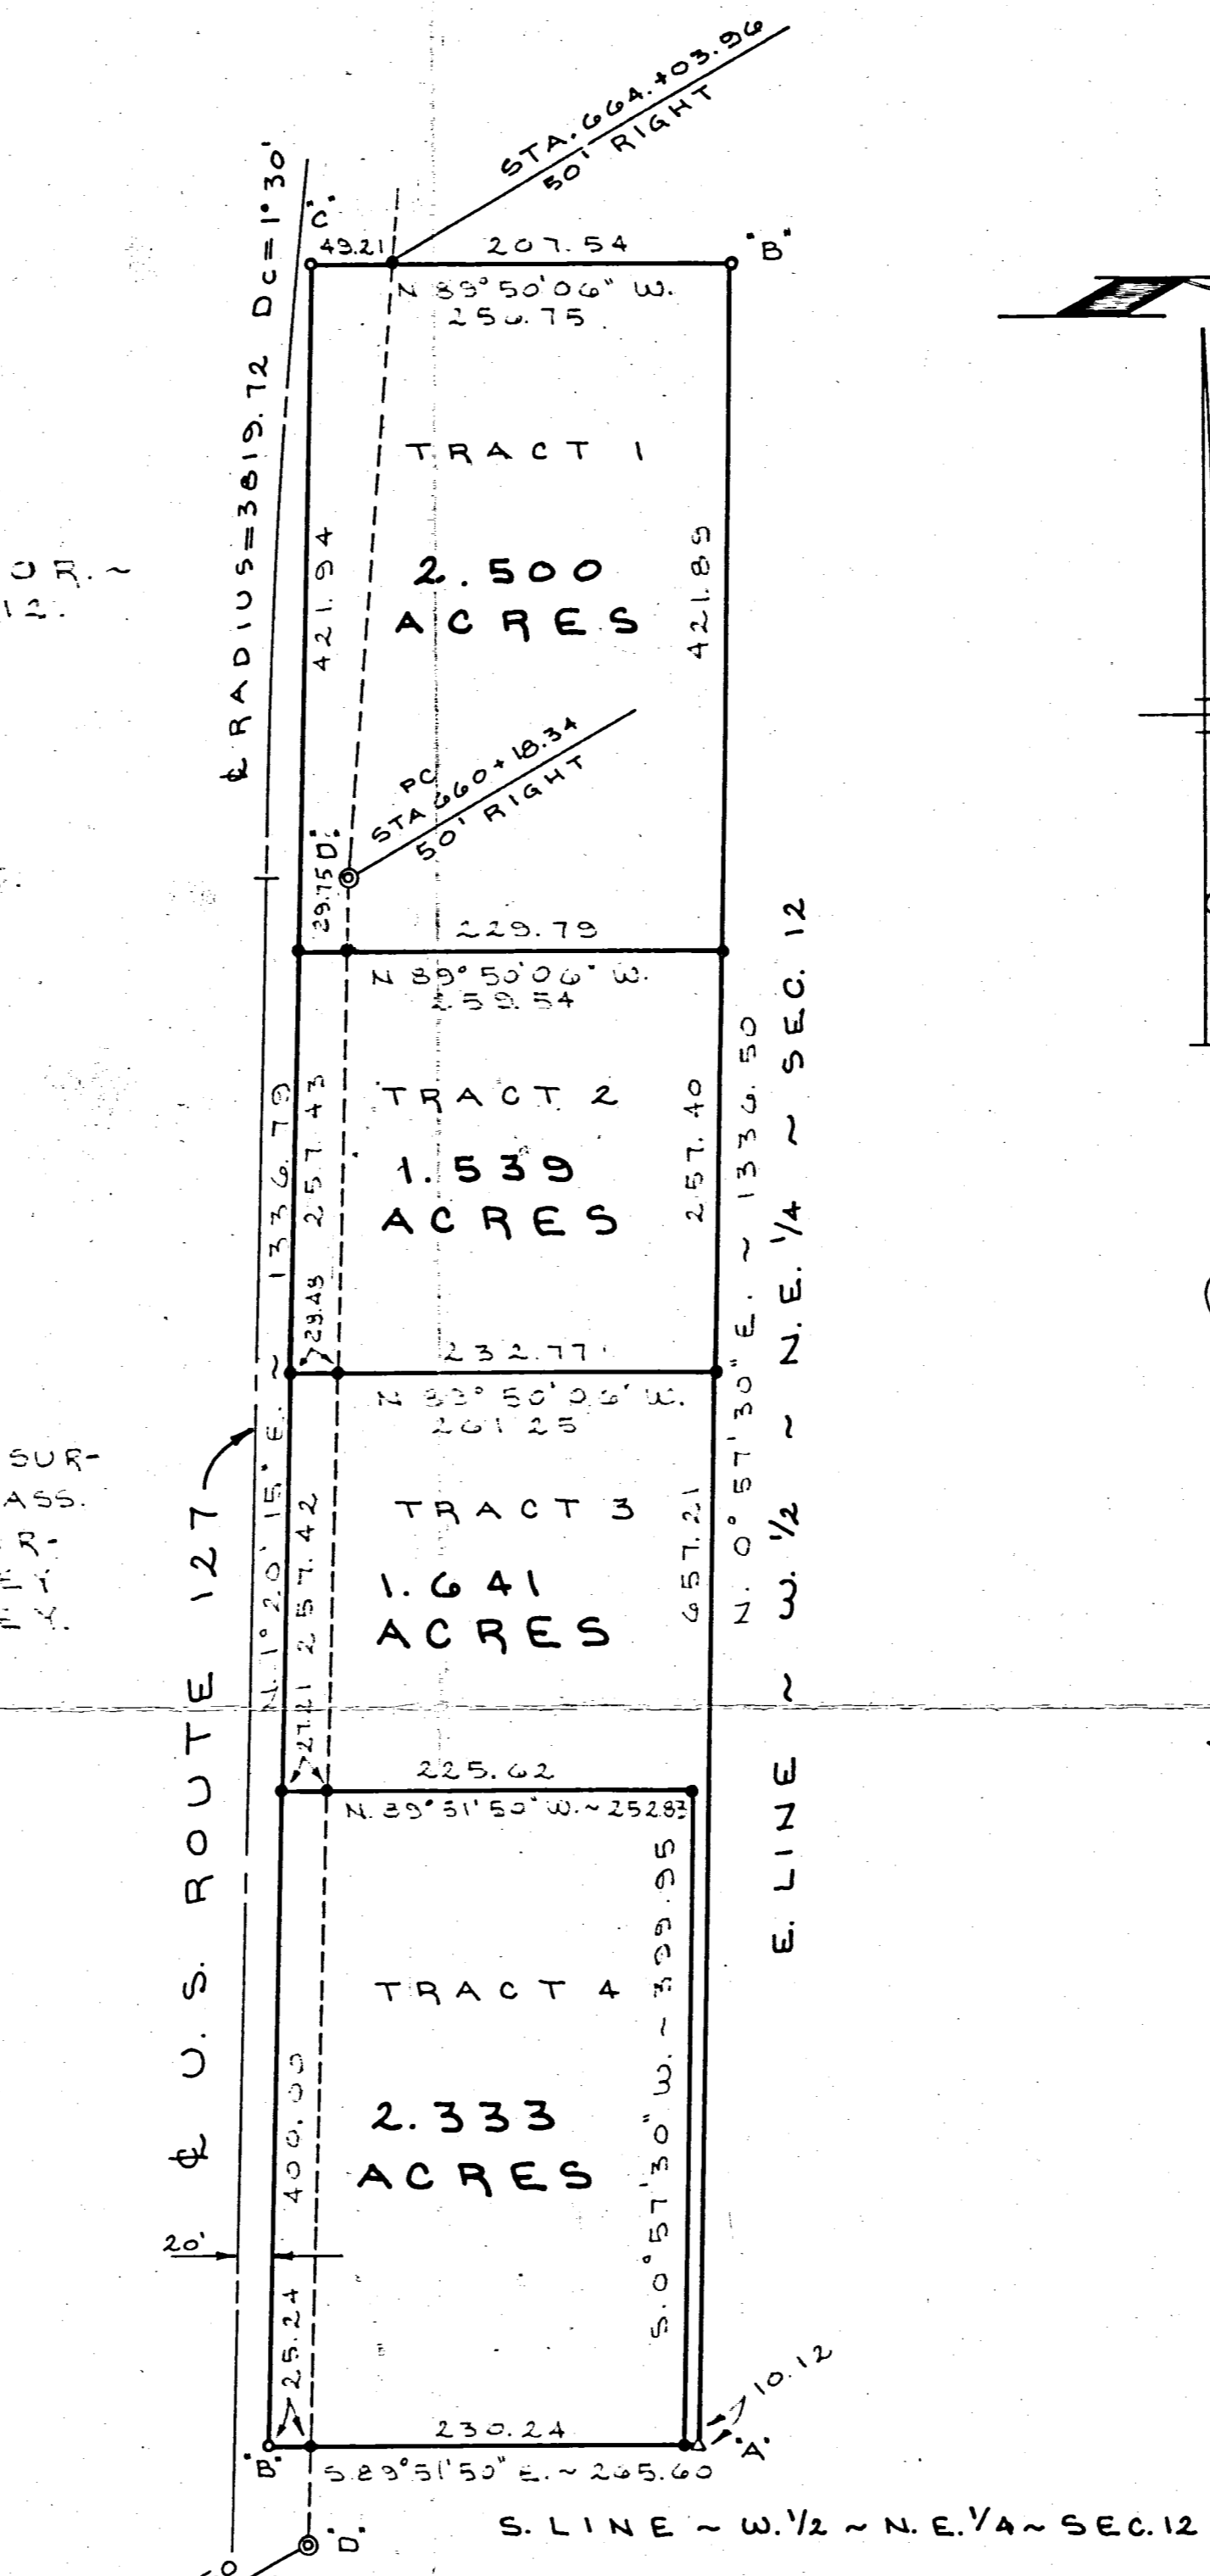 STA. 664.+03.96
50' RIGHT
"C"
49.21
207.54
"B"
N 89°50'06" W.
256.75
℄ RADIUS=3819.72 Dc=1°30'
TRACT 1
421.94
2.500
ACRES
421.89
OR.~
12.
PC
STA 660+18.34
50' RIGHT
"D"
29.75
229.79
N 89°50'06" W.
259.54
TRACT 2
1.539
ACRES
257.43
257.40
N. 1°20'15" E. ~ 1336.79
N. 0°57'30" E. ~ 1336.50
E. LINE ~ W. 1/2 ~ N.E. 1/4 ~ SEC. 12
232.77
N 89°50'06" W.
261.25
SUR-
ASS.
R-
EY
EY.
℄ U.S. ROUTE 127
TRACT 3
1.641
ACRES
257.42
657.21
27.21
225.62
N. 89°51'50" W. ~ 252.83
TRACT 4
2.333
ACRES
400.00
S. 0°57'30" W. ~ 399.95
20'
25.24
230.24
10.12
"B"
"A"
S. 89°51'50" E. ~ 265.60
"D"
S. LINE ~ W. 1/2 ~ N.E. 1/4 ~ SEC. 12